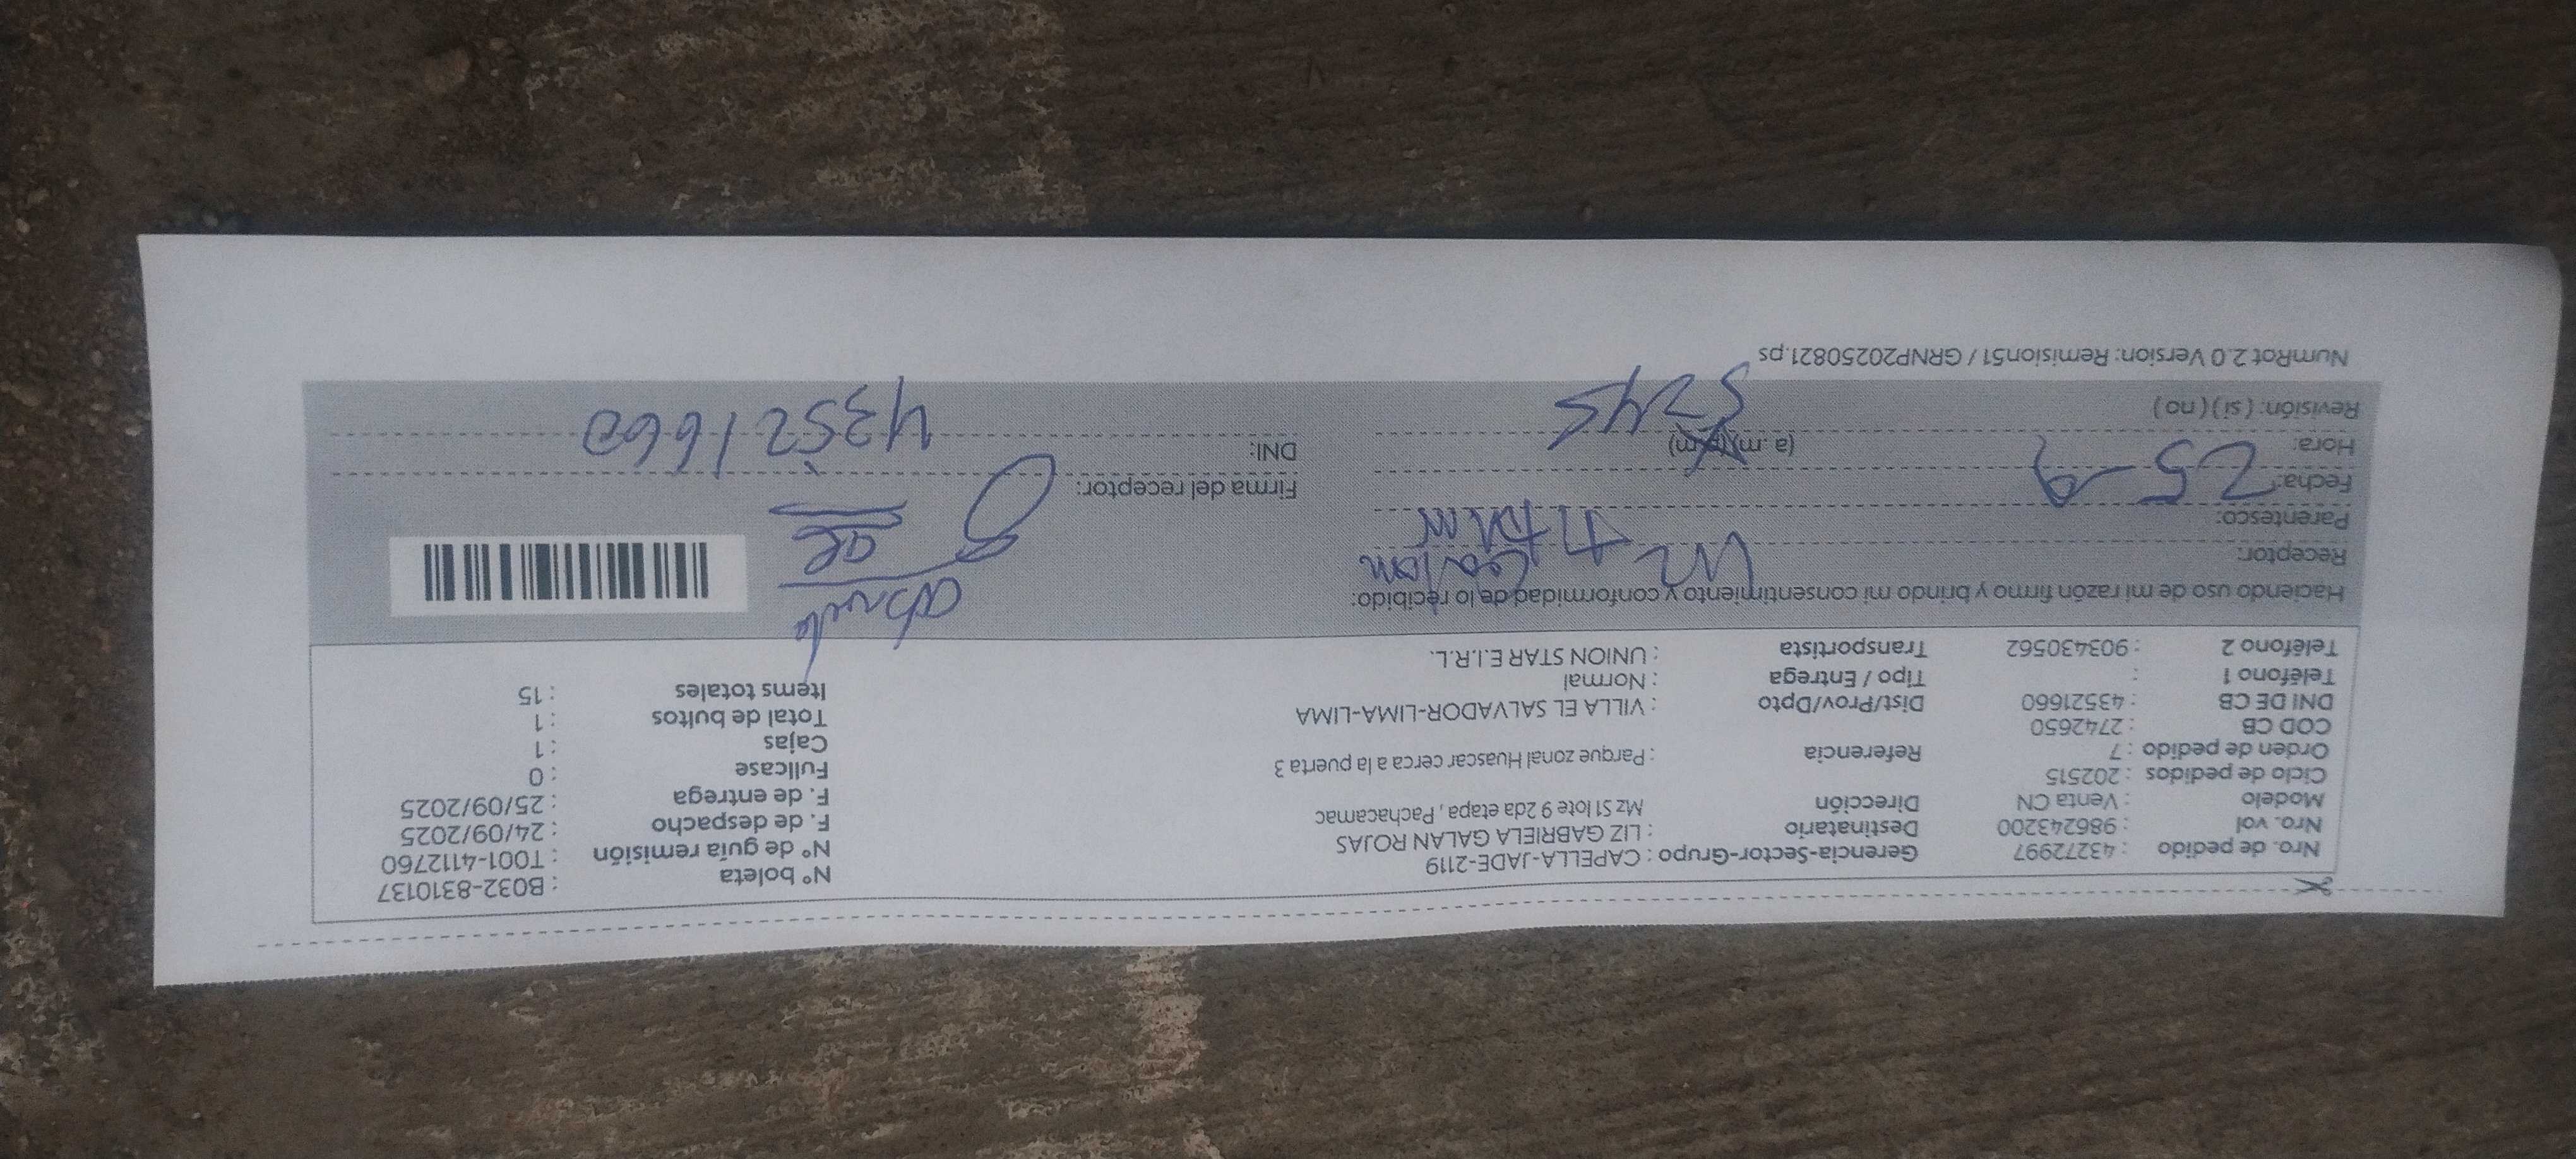 Nro. de pedido : 43272997
Nro. vol : 986243200
Modelo : Venta CN
Ciclo de pedidos : 202515
Orden de pedido : 7
COD CB : 2742650
DNI DE CB : 43521660
Teléfono 1 :
Teléfono 2 : 903430562
Gerencia-Sector-Grupo : CAPELLA-JADE-2119
Destinatario : LIZ GABRIELA GALAN ROJAS
Dirección Mz S1 lote 9 2da etapa , Pachacamac
Referencia : Parque zonal Huascar cerca a la puerta 3
Dist/Prov/Dpto : VILLA EL SALVADOR-LIMA-LIMA
Tipo / Entrega : Normal
Transportista : UNION STAR E.I.R.L.
N° boleta : B032-8310137
N° de guía remisión : T001-4112760
F. de despacho : 24/09/2025
F. de entrega : 25/09/2025
Fullcase : 0
Cajas : 1
Total de bultos : 1
Items totales : 15
Haciendo uso de mi razón firmo y brindo mi consentimiento y conformidad de lo recibido:
Receptor:
Parentesco:
Fecha: 25-9
Hora: (a .m) (p.m) 5245
Revisión: ( si ) ( no )
Firma del receptor:
DNI: 43521660
NumRot 2.0 Version: Remision51 / GRNP20250821.ps